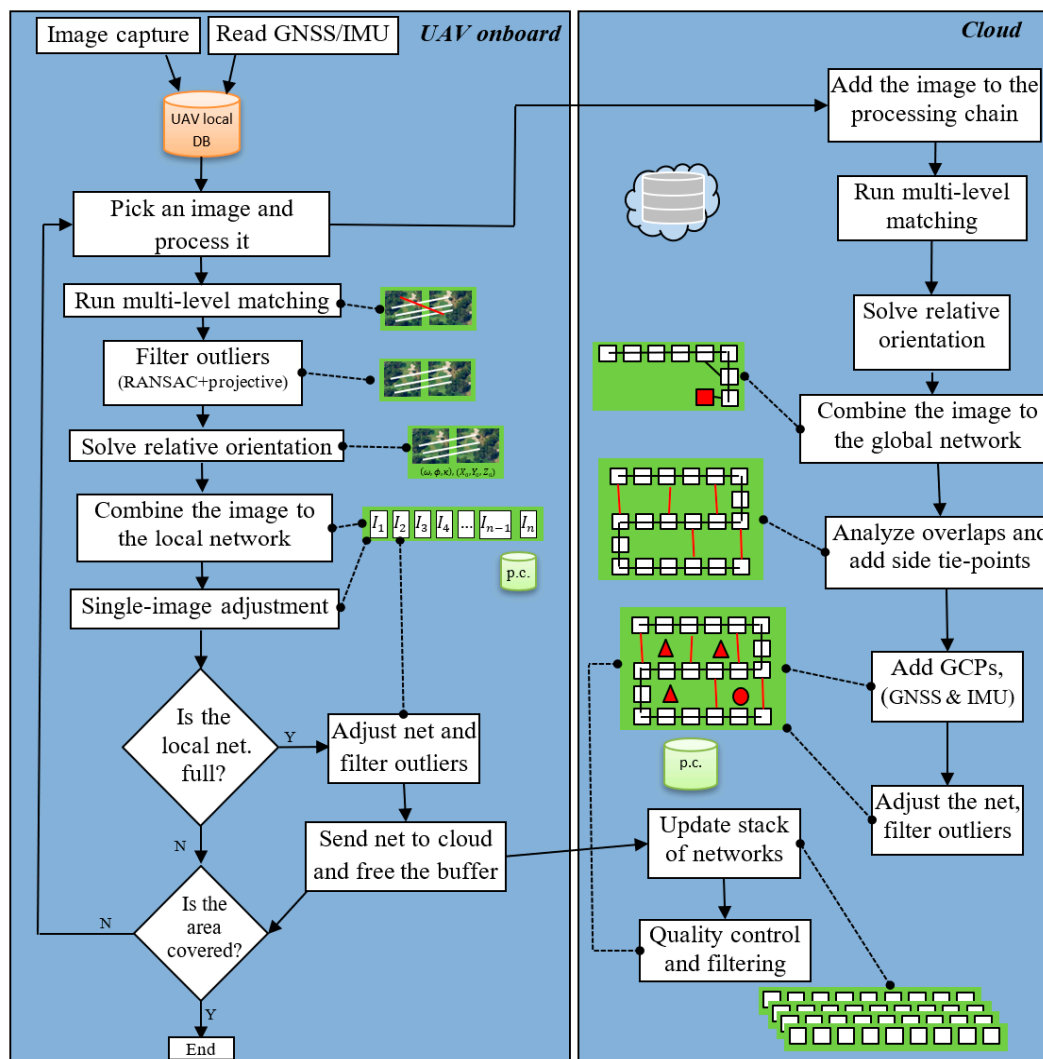 Image capture
Read GNSS/IMU
UAV onboard
UAV local
DB
Pick an image and
process it
Run multi-level matching
Filter outliers
(RANSAC+projective)
Solve relative orientation
(ω, ϕ, κ), (X₀, Y₀, Z₀)
Combine the image to
the local network
I₁ I₂ I₃ I₄ ... Iₙ₋₁ Iₙ
p.c.
Single-image adjustment
Is the
local net.
full?
Y
Adjust net and
filter outliers
N
Send net to cloud
and free the buffer
Is the
area
covered?
N
Y
End
Cloud
Add the image to the
processing chain
Run multi-level
matching
Solve relative
orientation
Combine the image to
the global network
Analyze overlaps and
add side tie-points
Add GCPs,
(GNSS & IMU)
p.c.
Adjust the net,
filter outliers
Update stack
of networks
Quality control
and filtering